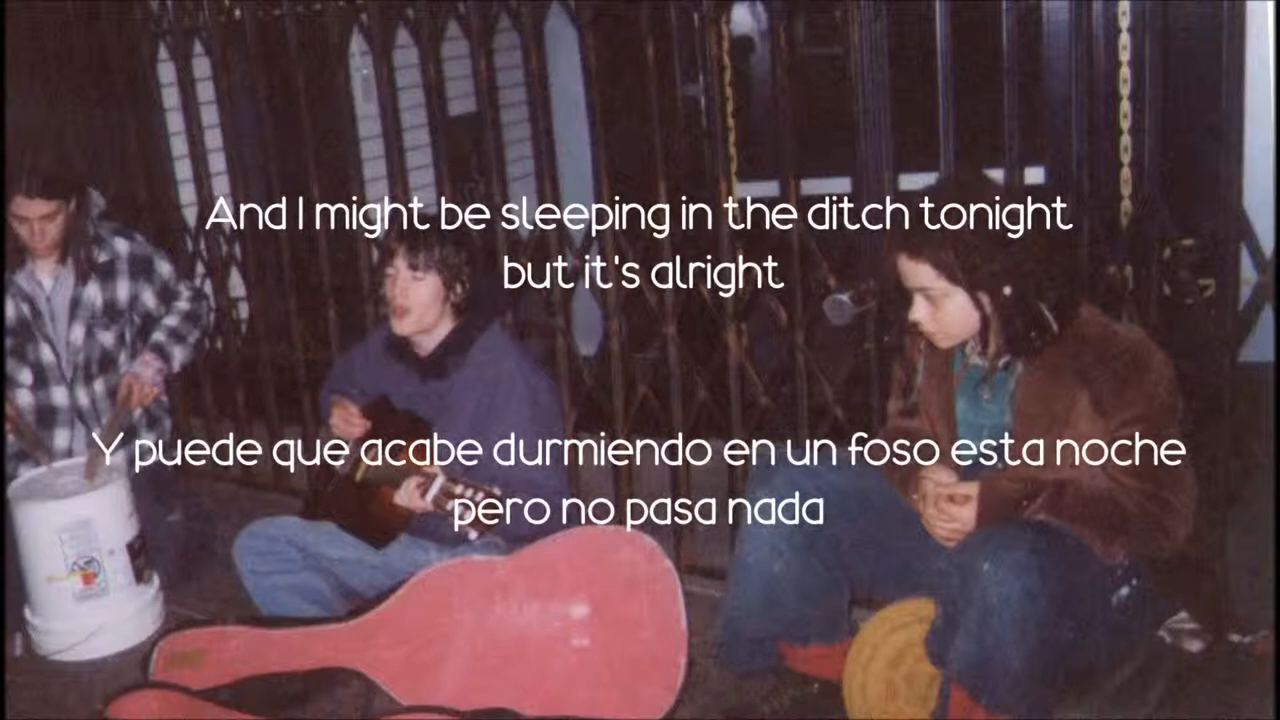 And I might be sleeping in the ditch tonight
but it's alright
Y puede que acabe durmiendo en un foso esta noche
pero no pasa nada